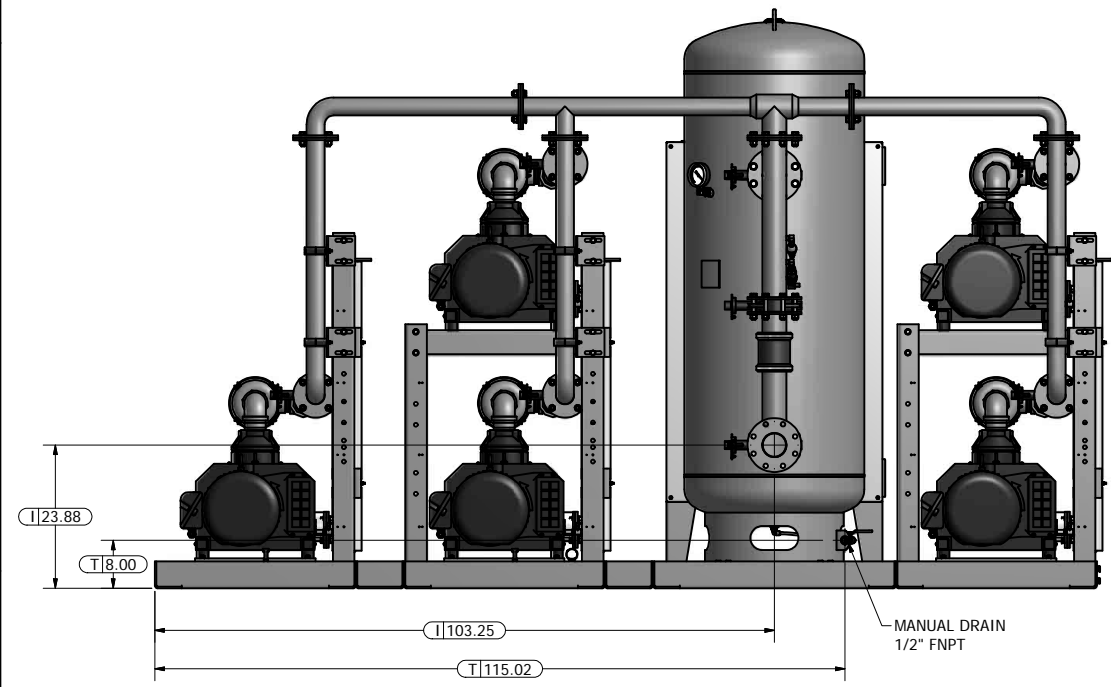 I 23.88
T 8.00
I 103.25
T 115.02
MANUAL DRAIN
1/2" FNPT